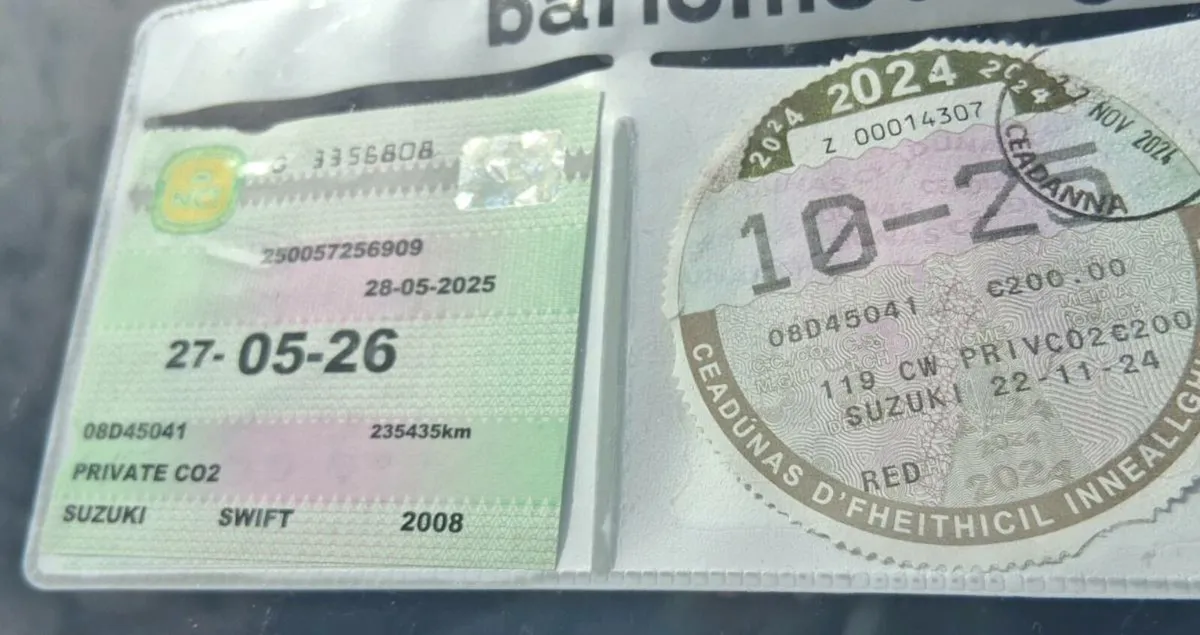 NCT
3356808
250057256909
28-05-2025
27- 05-26
08D45041
235435km
PRIVATE CO2
SUZUKI SWIFT 2008
2024 2024 2024
Z 00014307
NOV 2024
CEADANNA
10-25
08D45041 €200.00
119 CW PRIVCO2€200
SUZUKI 22-11-24
RED
2024
2024
CEADÚNAS D'FHEITHICIL